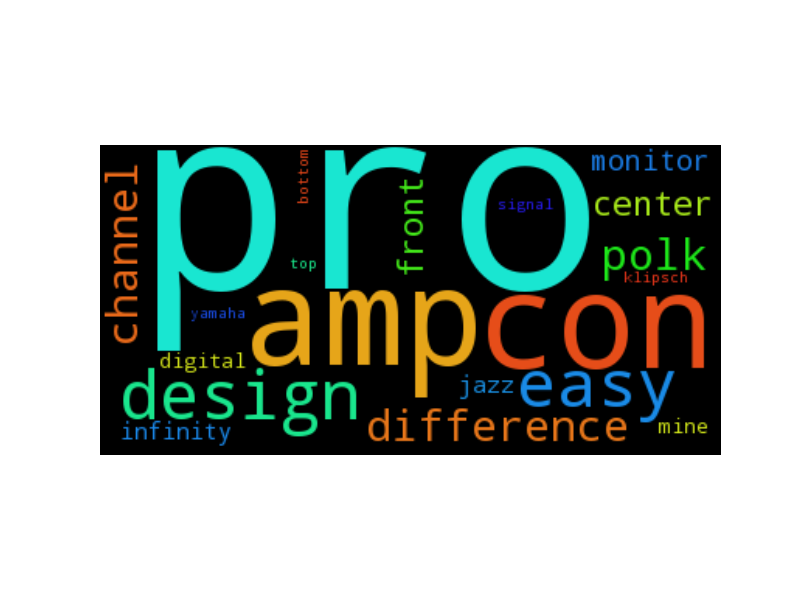 pro
bottom
monitor
channel
front
signal
center
top
polk
klipsch
yamaha
amp
con
digital
design
jazz
easy
infinity
difference
mine